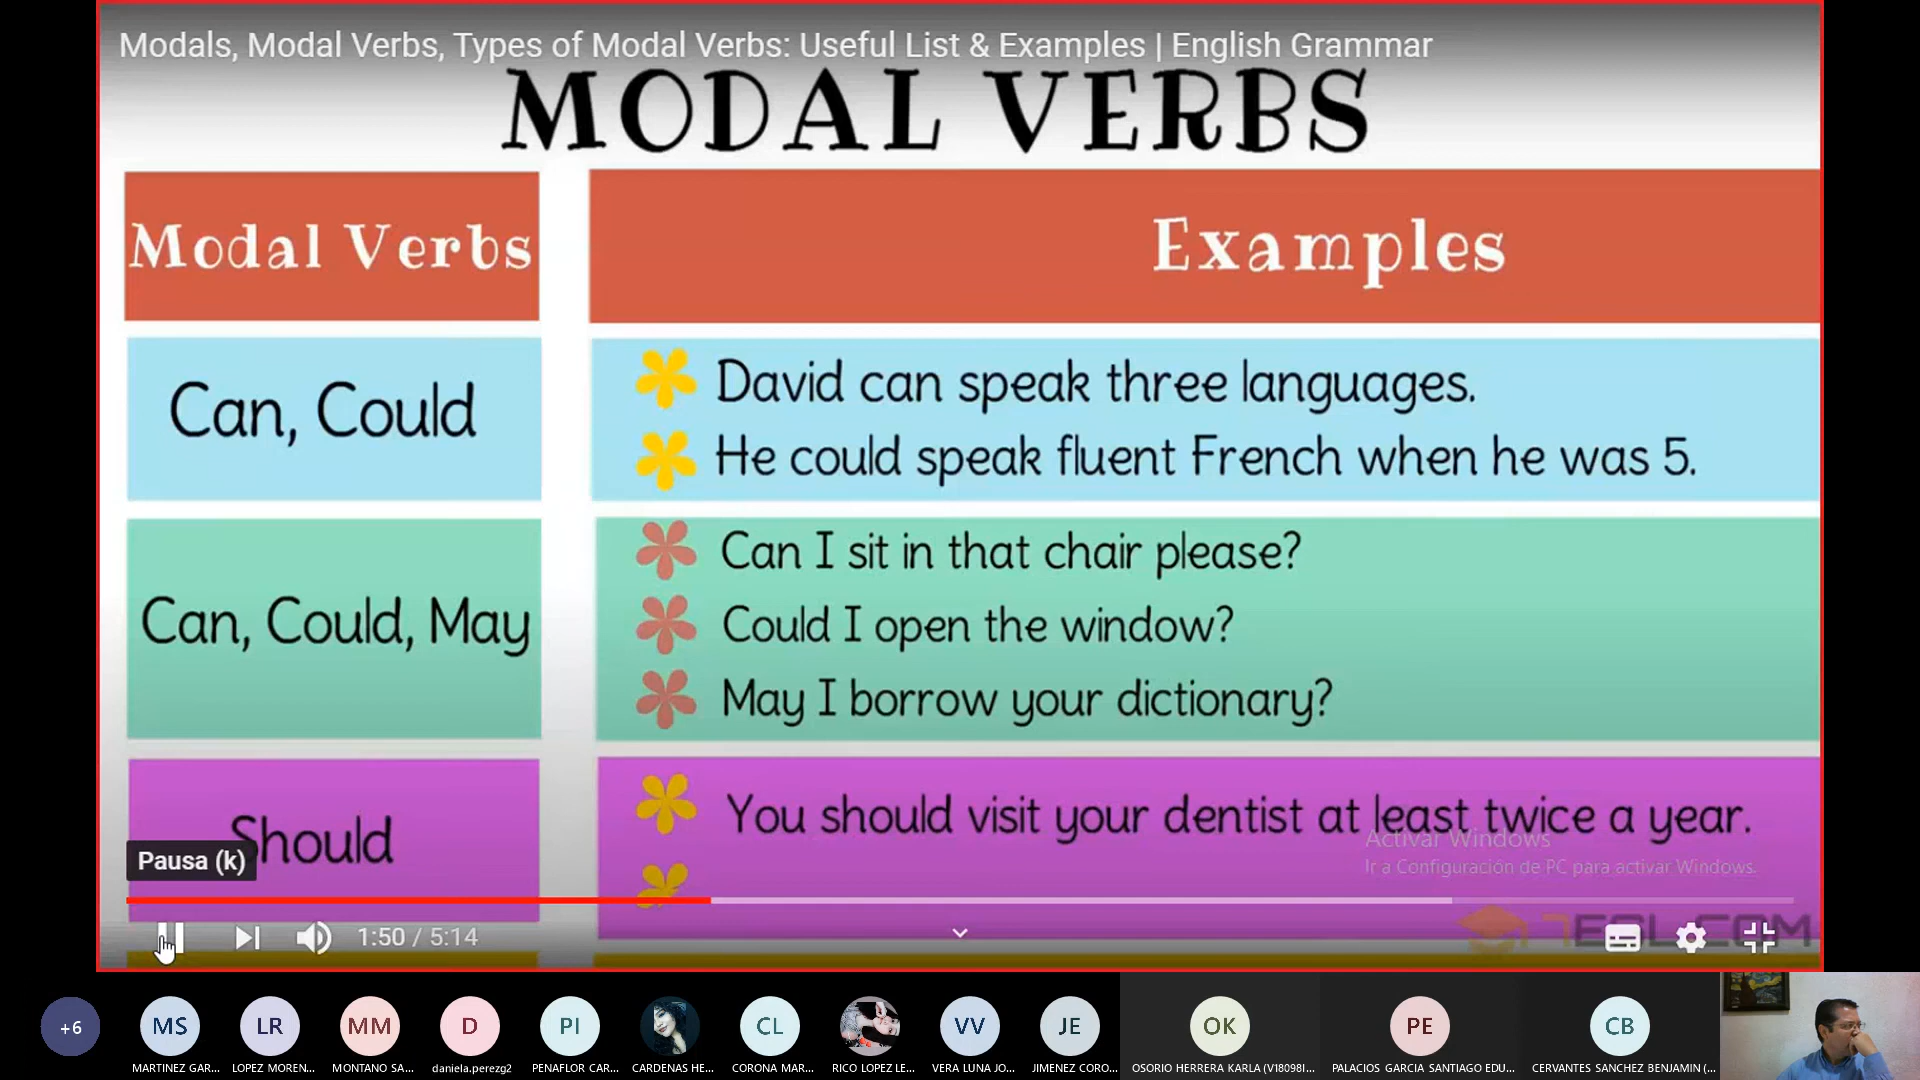 Modals, Modal Verbs, Types of Modal Verbs: Useful List & Examples | English Grammar
MODAL VERBS
Modal Verbs
Examples
Can, Could
David can speak three languages.
He could speak fluent French when he was 5.
Can, Could, May
Can I sit in that chair please?
Could I open the window?
May I borrow your dictionary?
Should
You should visit your dentist at least twice a year.
Activar Windows
Ir a Configuración de PC para activar Windows.
Pausa (k)
1:50 / 5:14
7ESL.COM
+6
MS
LR
MM
D
PI
CL
VV
JE
OK
PE
CB
MARTINEZ GAR...
LOPEZ MOREN...
MONTANO SA...
daniela.perezg2
PENAFLOR CAR...
CARDENAS HE...
CORONA MAR...
RICO LOPEZ LE...
VERA LUNA JO...
JIMENEZ CORO...
OSORIO HERRERA KARLA (V18098I...
PALACIOS GARCIA SANTIAGO EDU...
CERVANTES SANCHEZ BENJAMIN (...